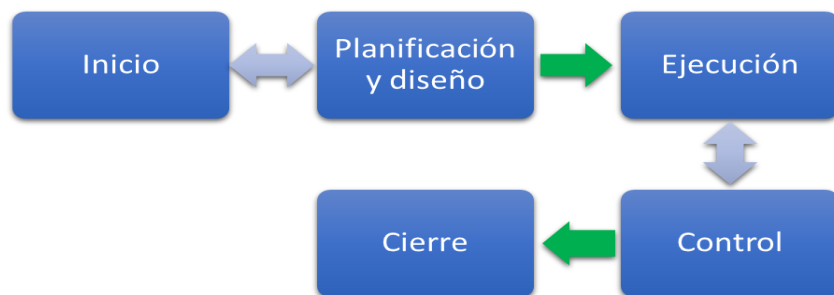 Inicio
Planificación
y diseño
Ejecución
Cierre
Control